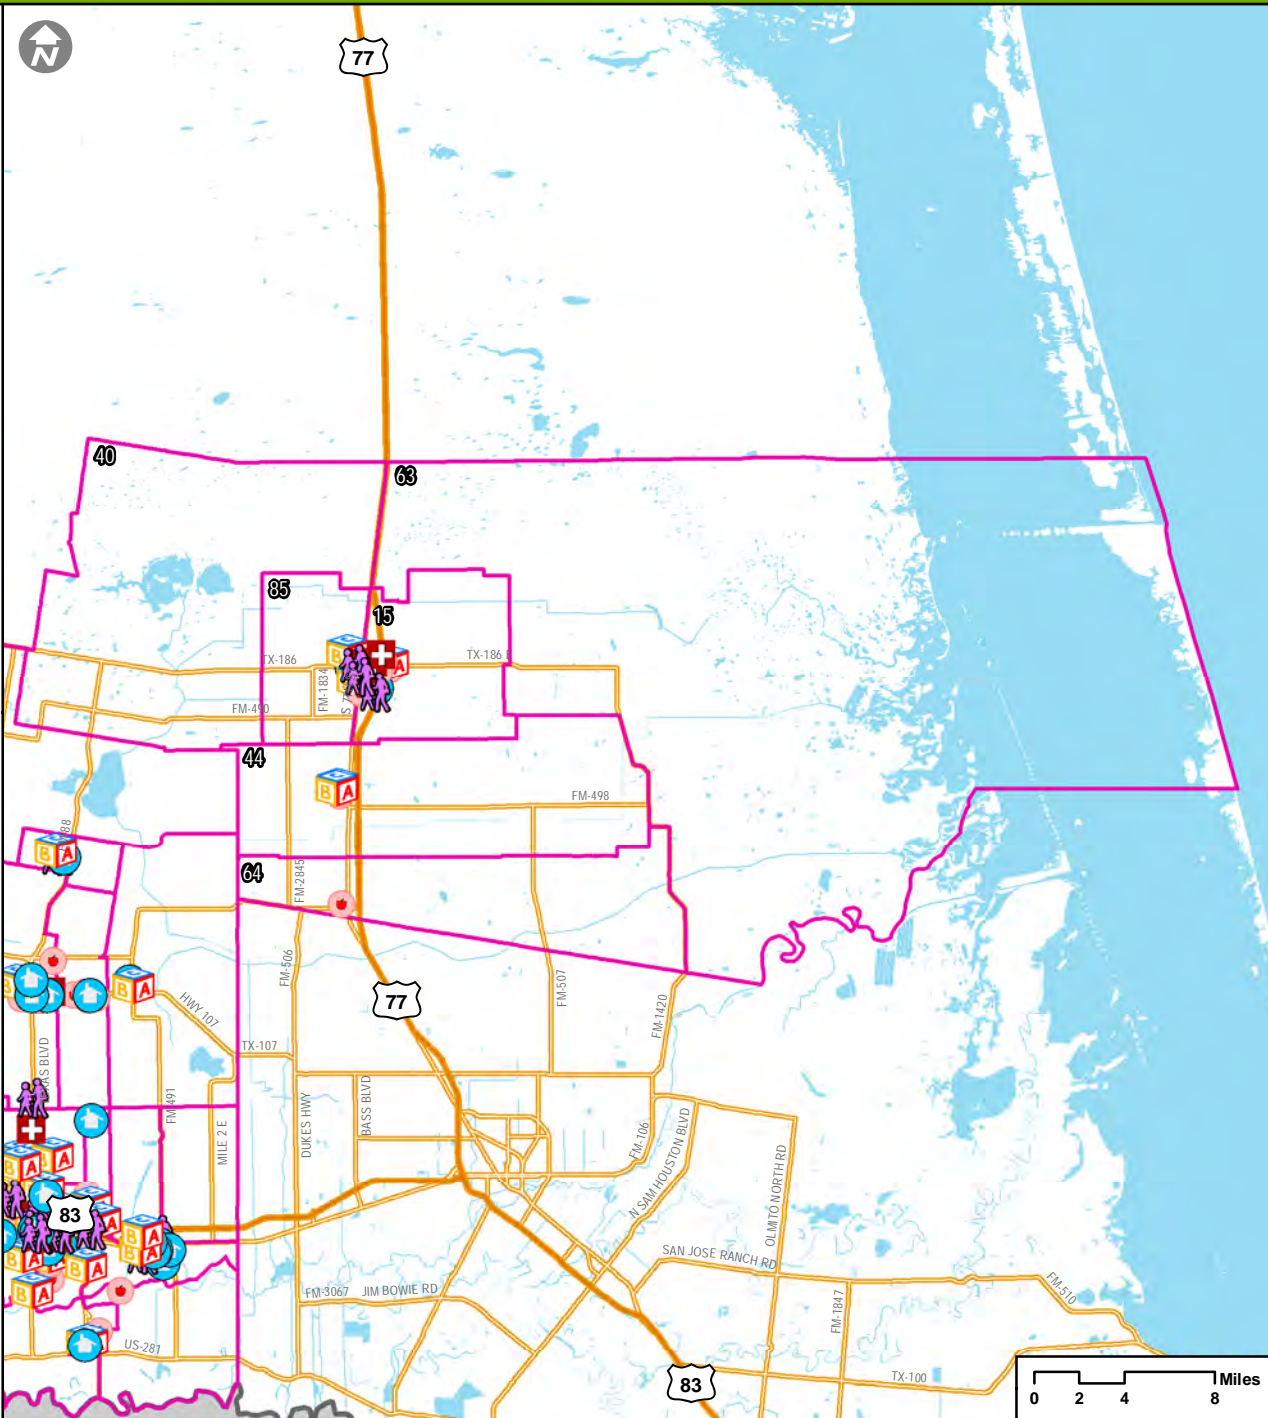 N
77
40
63
85
15
TX-186
TX-186 E
FM-1834
FM-490
S 7
44
FM-498
88
64
FM-2845
FM-506
FM-507
77
FM-1420
HWY 107
TX-107
AS BLVD
FM-491
MILE 2 E
DUKES HWY
BASS BLVD
FM-106
N SAM HOUSTON BLVD
OLMITO NORTH RD
83
SAN JOSE RANCH RD
FM-3067
JIM BOWIE RD
FM-1847
FM-510
US-281
83
TX-100
Miles
0 2 4 8